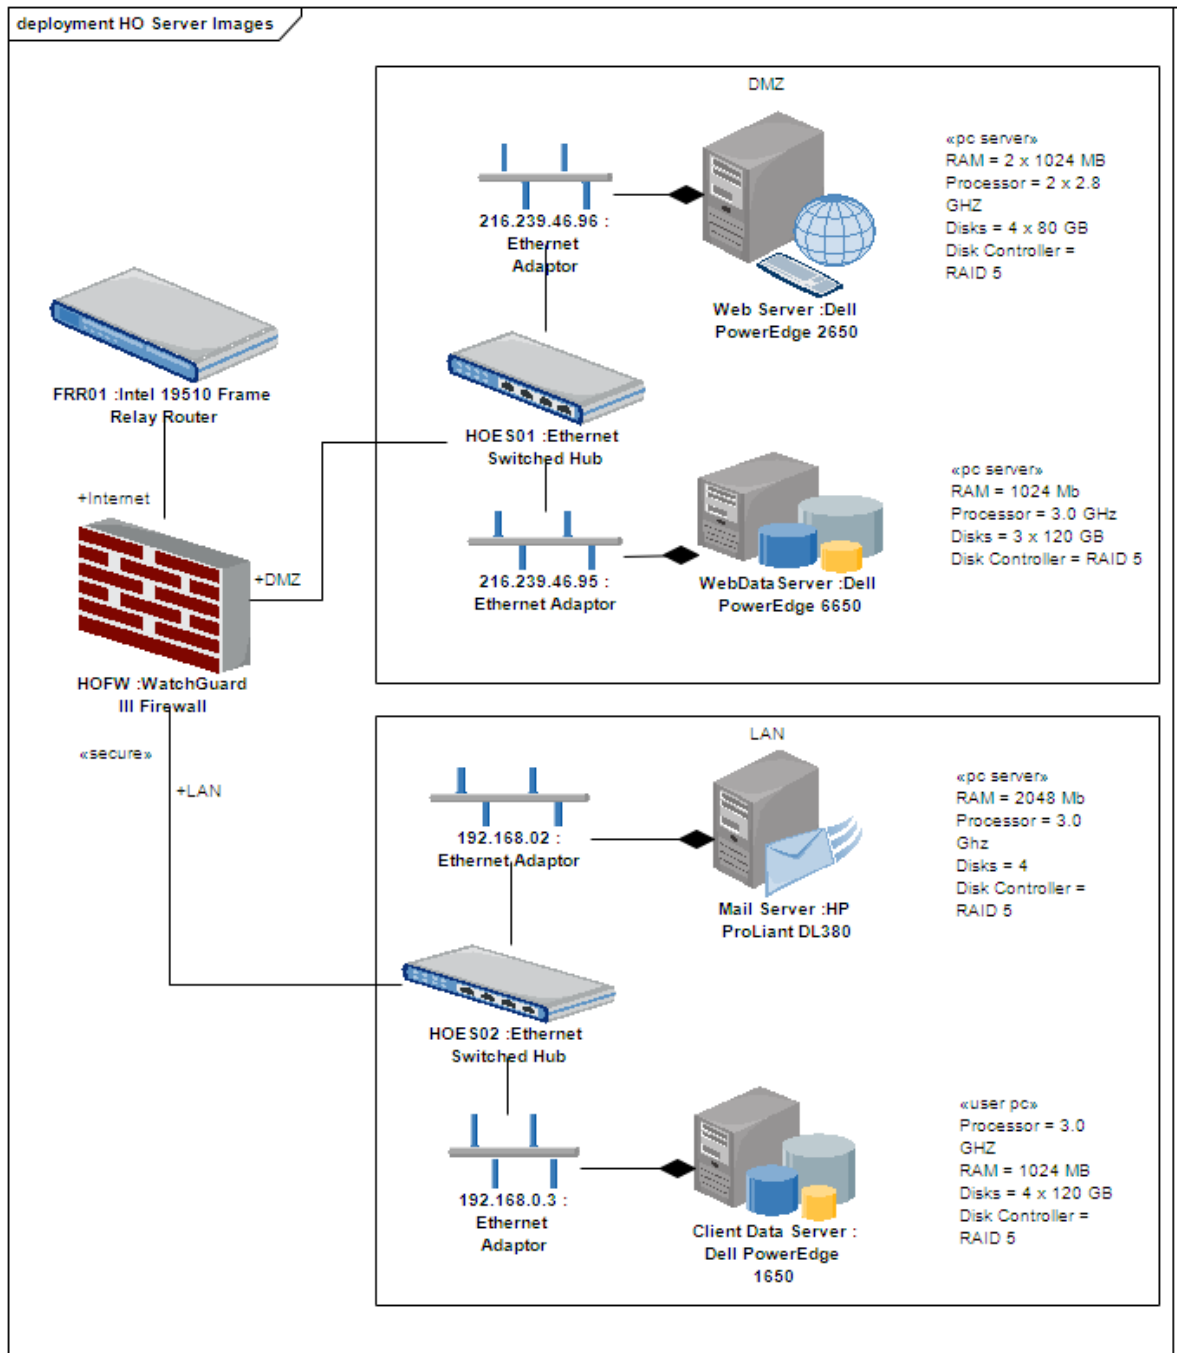 deployment HO Server Images
DMZ
216.239.46.96 :
Ethernet
Adaptor
Web Server :Dell
PowerEdge 2650
«pc server»
RAM = 2 x 1024 MB
Processor = 2 x 2.8
GHZ
Disks = 4 x 80 GB
Disk Controller =
RAID 5
FRR01 :Intel 19510 Frame
Relay Router
HOES01 :Ethernet
Switched Hub
+Internet
+DMZ
216.239.46.95 :
Ethernet Adaptor
WebDataServer :Dell
PowerEdge 6650
«pc server»
RAM = 1024 Mb
Processor = 3.0 GHz
Disks = 3 x 120 GB
Disk Controller = RAID 5
HOFW :WatchGuard
III Firewall
«secure»
+LAN
LAN
192.168.02 :
Ethernet Adaptor
Mail Server :HP
ProLiant DL380
«pc server»
RAM = 2048 Mb
Processor = 3.0
Ghz
Disks = 4
Disk Controller =
RAID 5
HOES02 :Ethernet
Switched Hub
192.168.0.3 :
Ethernet
Adaptor
Client Data Server :
Dell PowerEdge
1650
«user pc»
Processor = 3.0
GHZ
RAM = 1024 MB
Disks = 4 x 120 GB
Disk Controller =
RAID 5